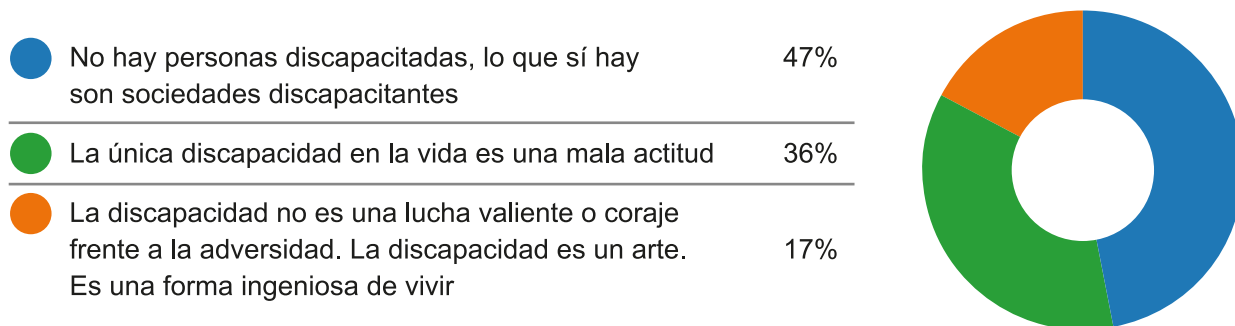 No hay personas discapacitadas, lo que sí hay
son sociedades discapacitantes
47%
La única discapacidad en la vida es una mala actitud
36%
La discapacidad no es una lucha valiente o coraje
frente a la adversidad. La discapacidad es un arte.
Es una forma ingeniosa de vivir
17%